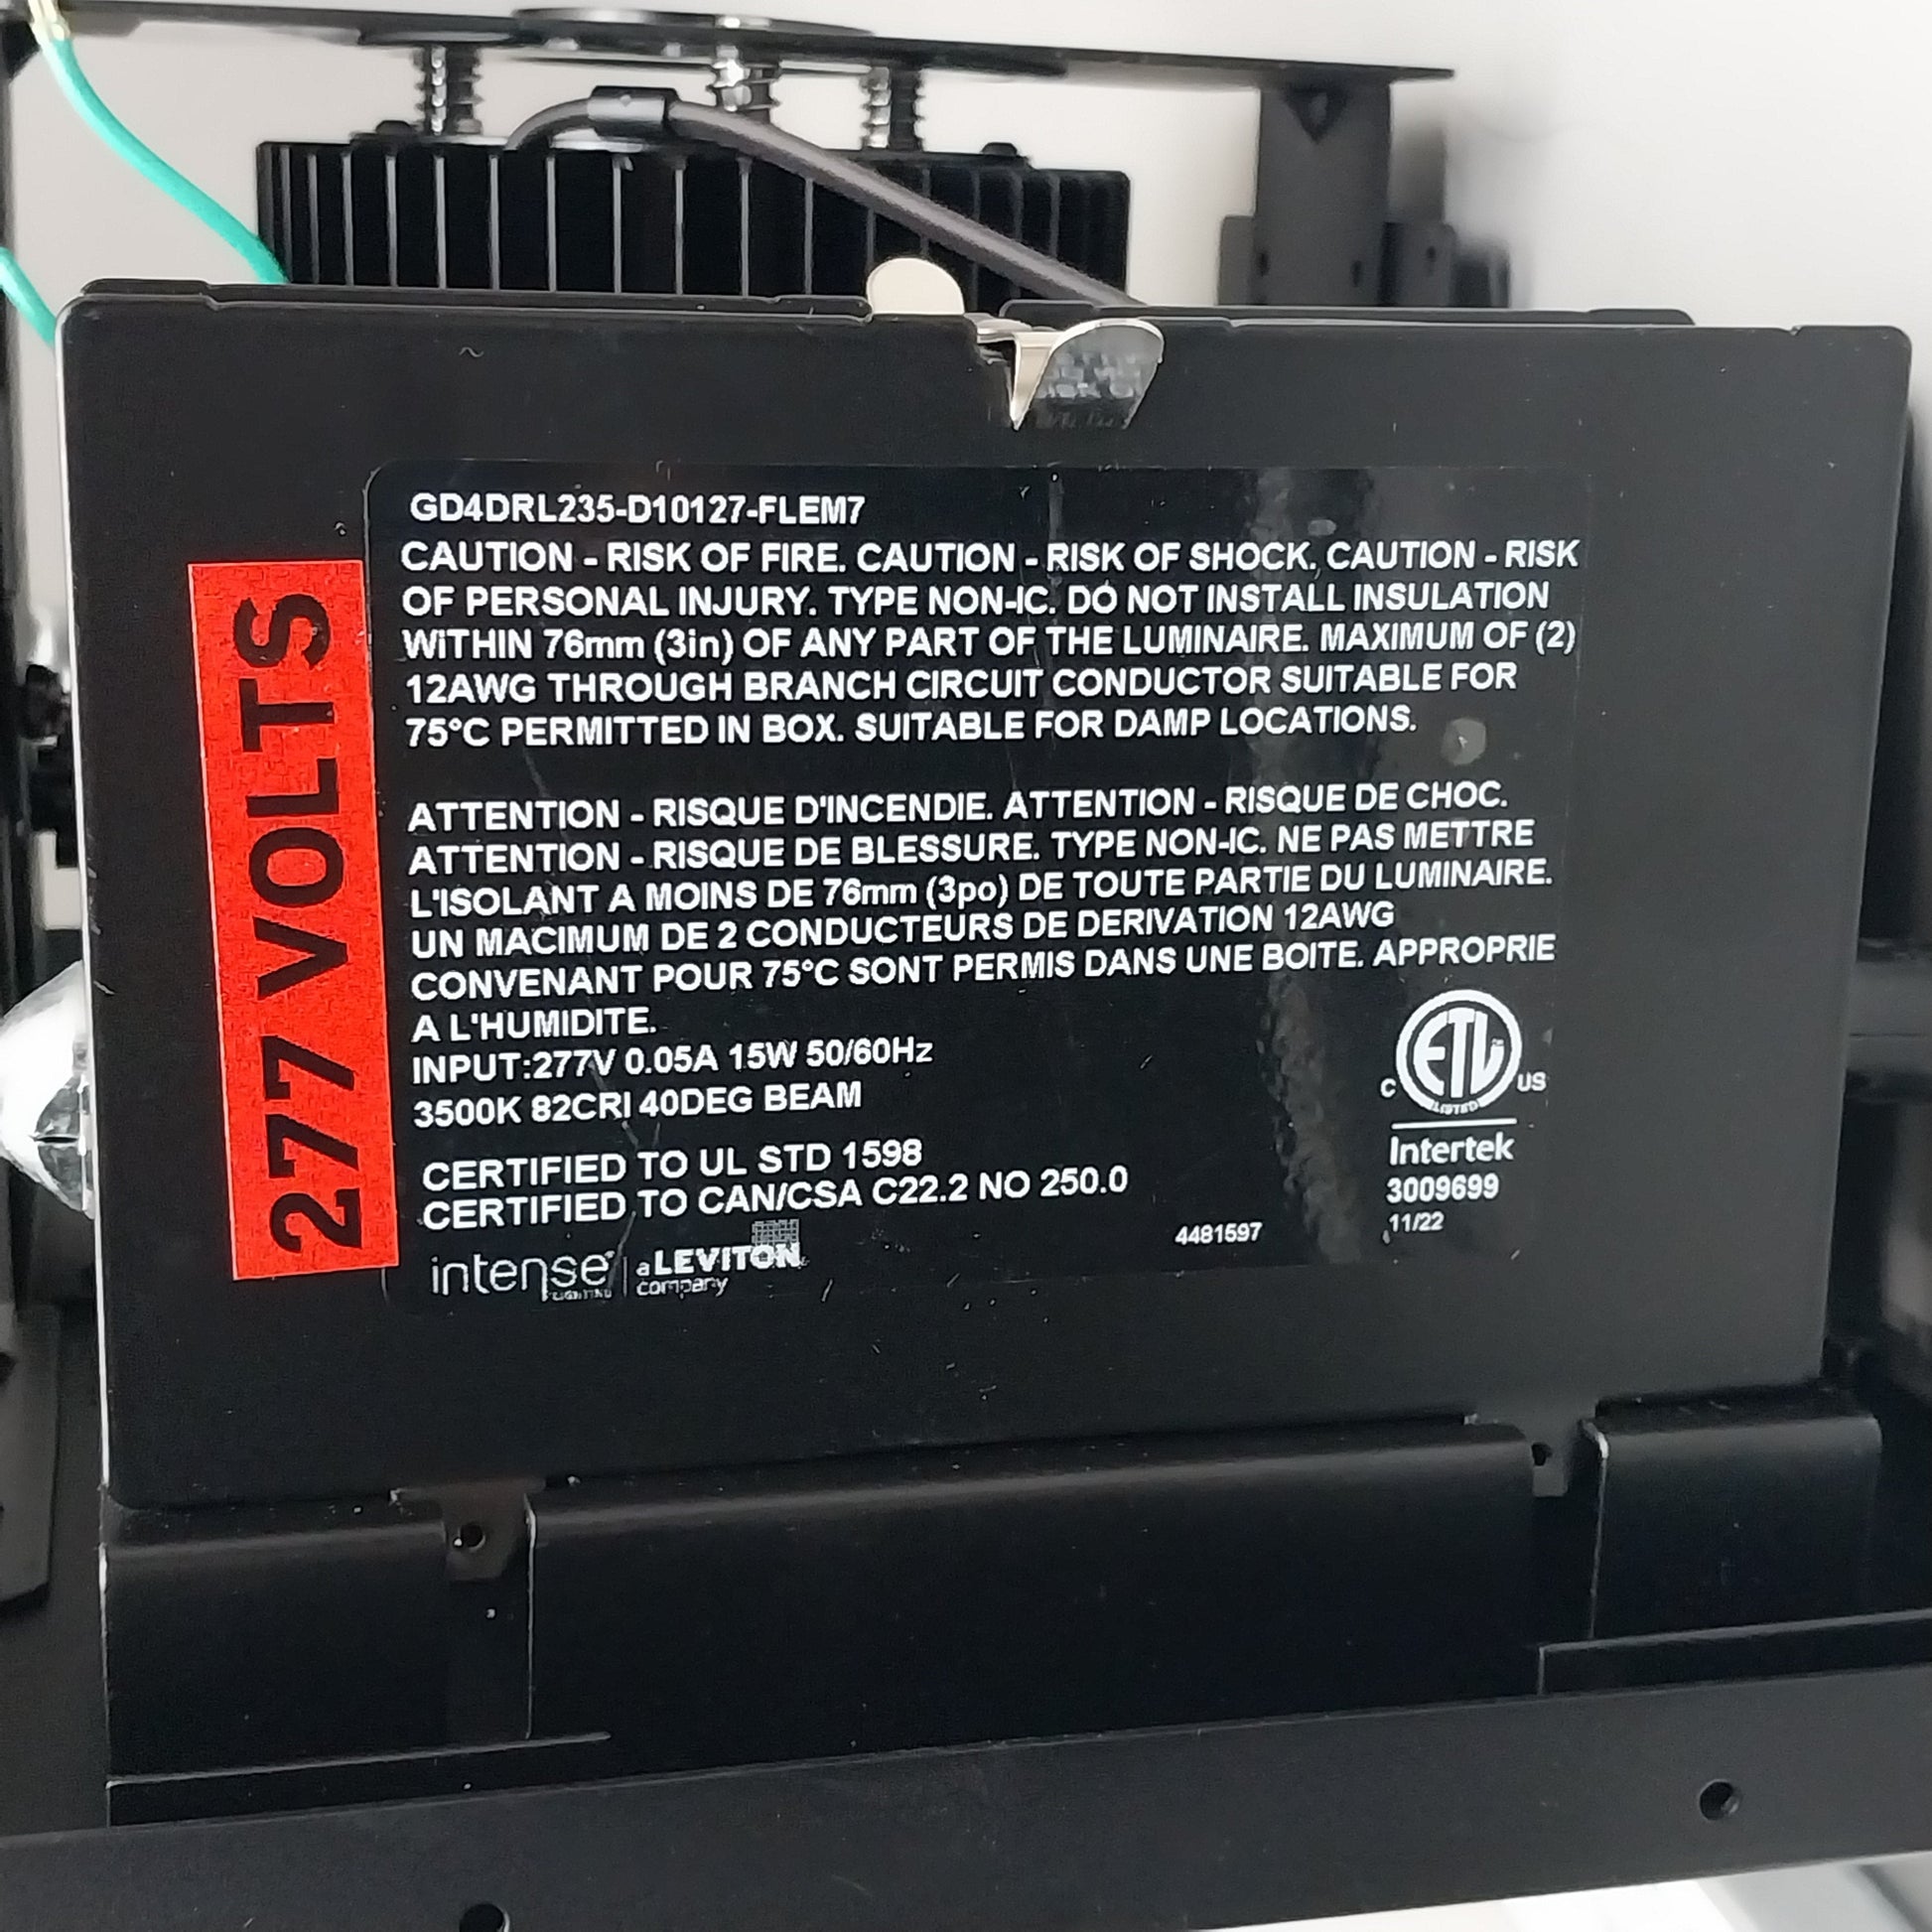 GD4DRL235-D10127-FLEM7
CAUTION - RISK OF FIRE. CAUTION - RISK OF SHOCK. CAUTION - RISK
OF PERSONAL INJURY. TYPE NON-IC. DO NOT INSTALL INSULATION
WITHIN 76mm (3in) OF ANY PART OF THE LUMINAIRE. MAXIMUM OF (2)
12AWG THROUGH BRANCH CIRCUIT CONDUCTOR SUITABLE FOR
75°C PERMITTED IN BOX. SUITABLE FOR DAMP LOCATIONS.
ATTENTION - RISQUE D'INCENDIE. ATTENTION - RISQUE DE CHOC.
ATTENTION - RISQUE DE BLESSURE. TYPE NON-IC. NE PAS METTRE
L'ISOLANT A MOINS DE 76mm (3po) DE TOUTE PARTIE DU LUMINAIRE.
UN MACIMUM DE 2 CONDUCTEURS DE DERIVATION 12AWG
CONVENANT POUR 75°C SONT PERMIS DANS UNE BOITE. APPROPRIE
A L'HUMIDITE.
INPUT:277V 0.05A 15W 50/60Hz
3500K 82CRI 40DEG BEAM
CERTIFIED TO UL STD 1598
CERTIFIED TO CAN/CSA C22.2 NO 250.0
intense LIGHTING | a LEVITON company
4481597
C ETL US
LISTED
Intertek
3009699
11/22
277 VOLTS